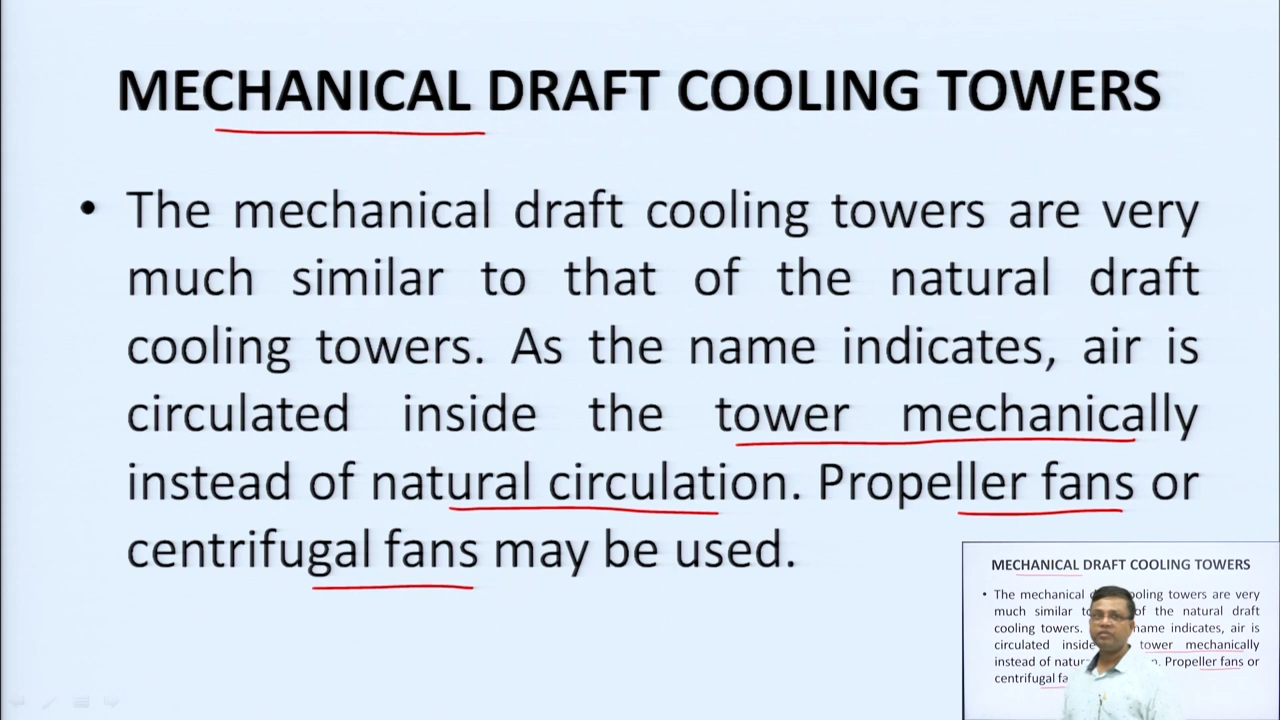 MECHANICAL DRAFT COOLING TOWERS
• The mechanical draft cooling towers are very
much similar to that of the natural draft
cooling towers. As the name indicates, air is
circulated inside the tower mechanically
instead of natural circulation. Propeller fans or
centrifugal fans may be used.
MECHANICAL DRAFT COOLING TOWERS
• The mechanical cooling towers are very
much similar to of the natural draft
cooling towers. name indicates, air is
circulated inside tower mechanically
instead of Propeller fans or
centrifugal